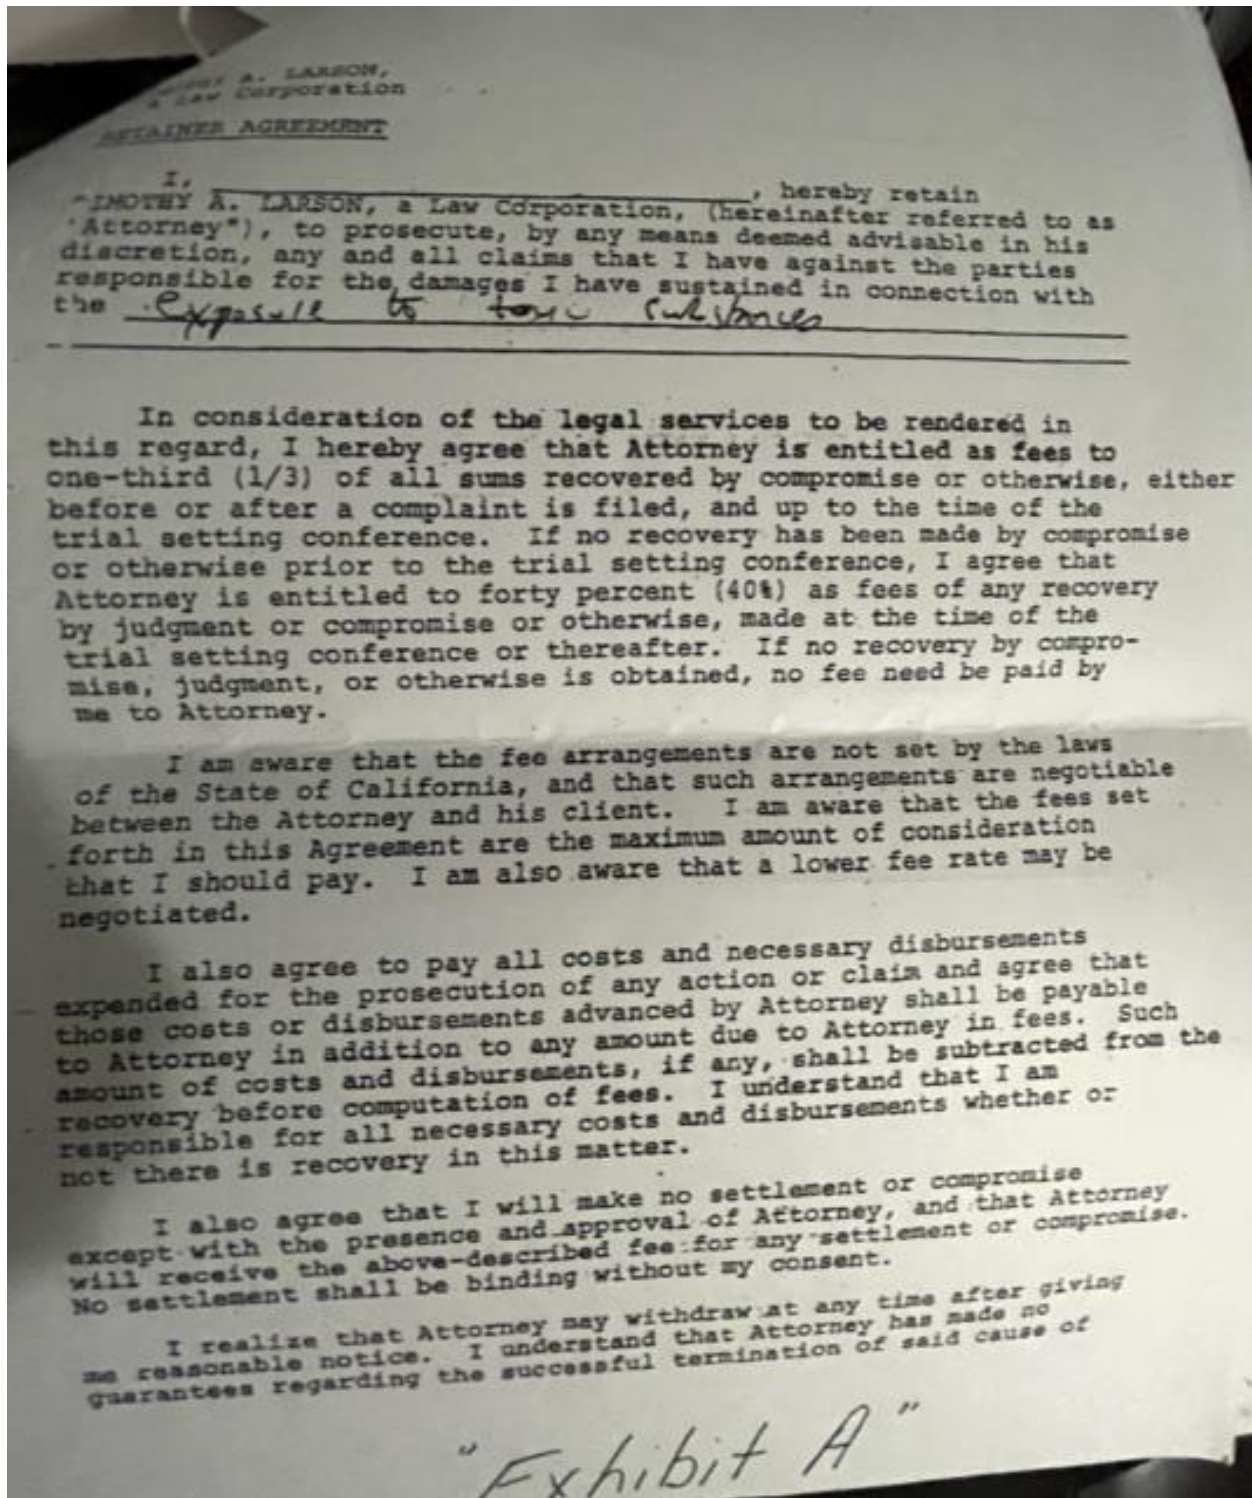 A. LARSON,
a Law Corporation
RETAINER AGREEMENT
I, , hereby retain
TIMOTHY A. LARSON, a Law Corporation, (hereinafter referred to as
"Attorney"), to prosecute, by any means deemed advisable in his
discretion, any and all claims that I have against the parties
responsible for the damages I have sustained in connection with
the exposure to toxic substances
In consideration of the legal services to be rendered in
this regard, I hereby agree that Attorney is entitled as fees to
one-third (1/3) of all sums recovered by compromise or otherwise, either
before or after a complaint is filed, and up to the time of the
trial setting conference. If no recovery has been made by compromise
or otherwise prior to the trial setting conference, I agree that
Attorney is entitled to forty percent (40%) as fees of any recovery
by judgment or compromise or otherwise, made at the time of the
trial setting conference or thereafter. If no recovery by compro-
mise, judgment, or otherwise is obtained, no fee need be paid by
me to Attorney.
I am aware that the fee arrangements are not set by the laws
of the State of California, and that such arrangements are negotiable
between the Attorney and his client. I am aware that the fees set
forth in this Agreement are the maximum amount of consideration
that I should pay. I am also aware that a lower fee rate may be
negotiated.
I also agree to pay all costs and necessary disbursements
expended for the prosecution of any action or claim and agree that
those costs or disbursements advanced by Attorney shall be payable
to Attorney in addition to any amount due to Attorney in fees. Such
amount of costs and disbursements, if any, shall be subtracted from the
recovery before computation of fees. I understand that I am
responsible for all necessary costs and disbursements whether or
not there is recovery in this matter.
I also agree that I will make no settlement or compromise
except with the presence and approval of Attorney, and that Attorney
will receive the above-described fee for any settlement or compromise.
No settlement shall be binding without my consent.
I realize that Attorney may withdraw at any time after giving
me reasonable notice. I understand that Attorney has made no
guarantees regarding the successful termination of said cause of
"Exhibit A"